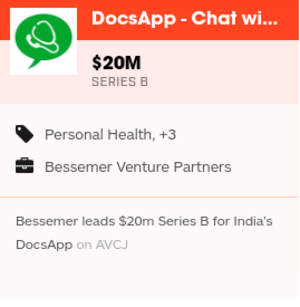 DocsApp - Chat wi...
$20M
SERIES B
Personal Health, +3
Bessemer Venture Partners
Bessemer leads $20m Series B for India's
DocsApp on AVCJ